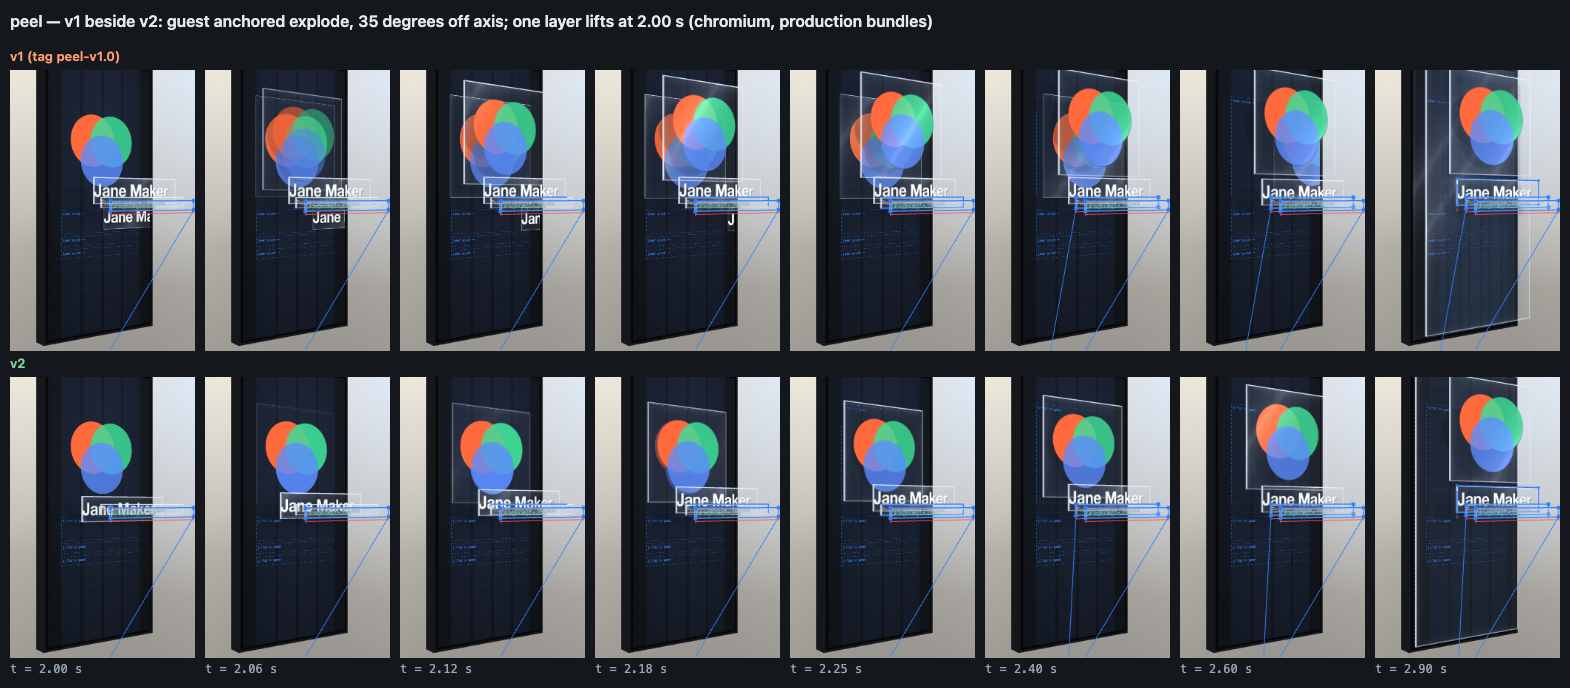 peel — v1 beside v2: guest anchored explode, 35 degrees off axis; one layer lifts at 2.00 s (chromium, production bundles)
v1 (tag peel-v1.0)
Jane Maker Jane Maker Jane Maker Jane Maker Jane Maker Jane Maker Jane Maker Jane Maker
Jane Ma Jane Jan J
v2
Jane Maker Jane Maker Jane Maker Jane Maker Jane Maker Jane Maker Jane Maker Jane Maker
t = 2.00 s t = 2.06 s t = 2.12 s t = 2.18 s t = 2.25 s t = 2.40 s t = 2.60 s t = 2.90 s